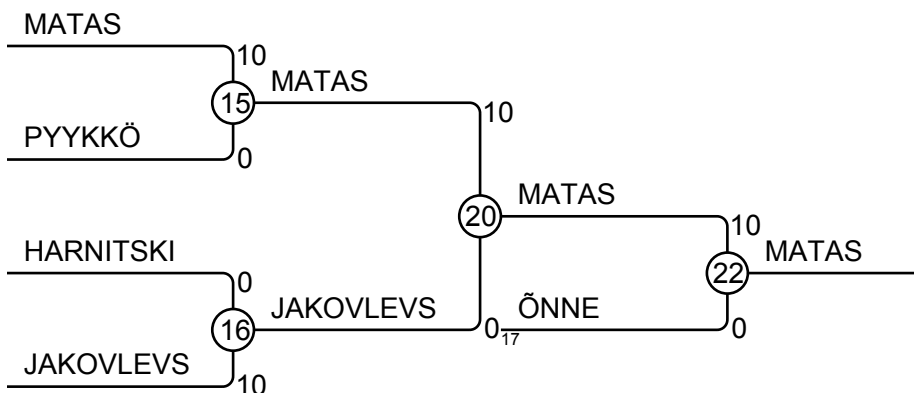 MATAS
10
15
MATAS
10
PYYKKÖ
0
20
MATAS
10
HARNITSKI
0
22
MATAS
16
JAKOVLEVS
0
17
ÕNNE
0
JAKOVLEVS
10